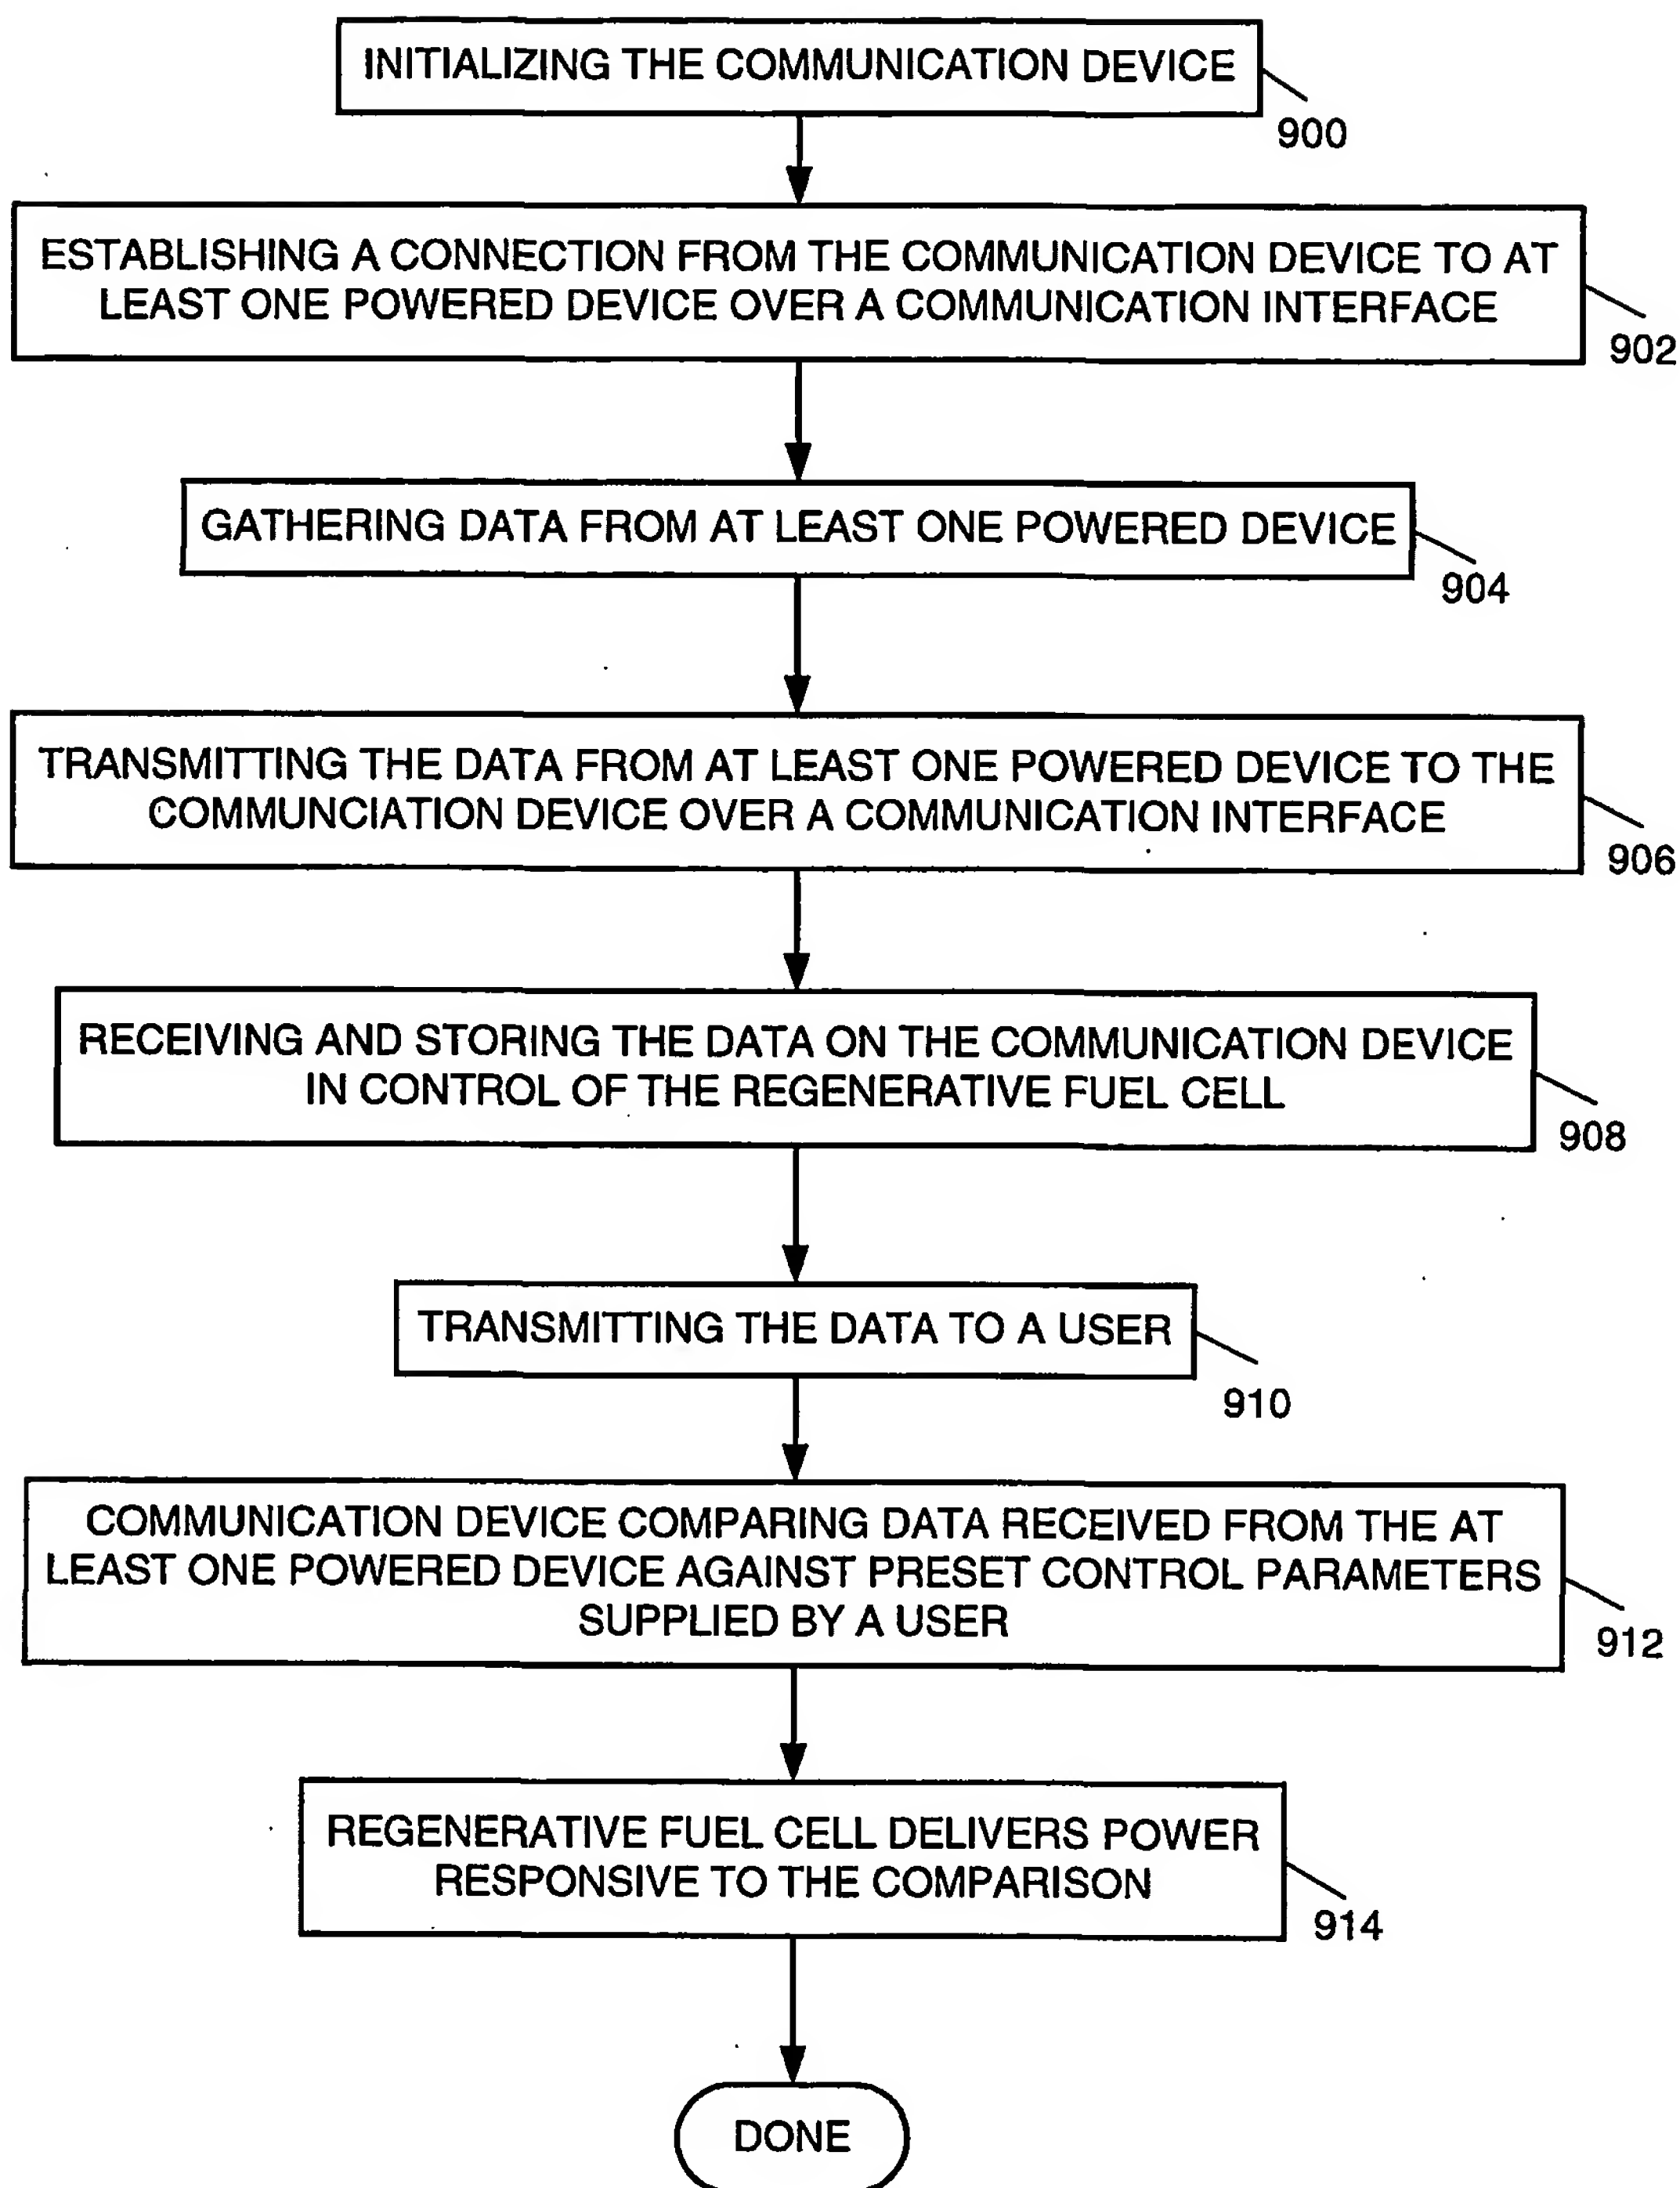 INITIALIZING THE COMMUNICATION DEVICE
900
ESTABLISHING A CONNECTION FROM THE COMMUNICATION DEVICE TO AT
LEAST ONE POWERED DEVICE OVER A COMMUNICATION INTERFACE
902
GATHERING DATA FROM AT LEAST ONE POWERED DEVICE
904
TRANSMITTING THE DATA FROM AT LEAST ONE POWERED DEVICE TO THE
COMMUNCIATION DEVICE OVER A COMMUNICATION INTERFACE
906
RECEIVING AND STORING THE DATA ON THE COMMUNICATION DEVICE
IN CONTROL OF THE REGENERATIVE FUEL CELL
908
TRANSMITTING THE DATA TO A USER
910
COMMUNICATION DEVICE COMPARING DATA RECEIVED FROM THE AT
LEAST ONE POWERED DEVICE AGAINST PRESET CONTROL PARAMETERS
SUPPLIED BY A USER
912
REGENERATIVE FUEL CELL DELIVERS POWER
RESPONSIVE TO THE COMPARISON
914
DONE